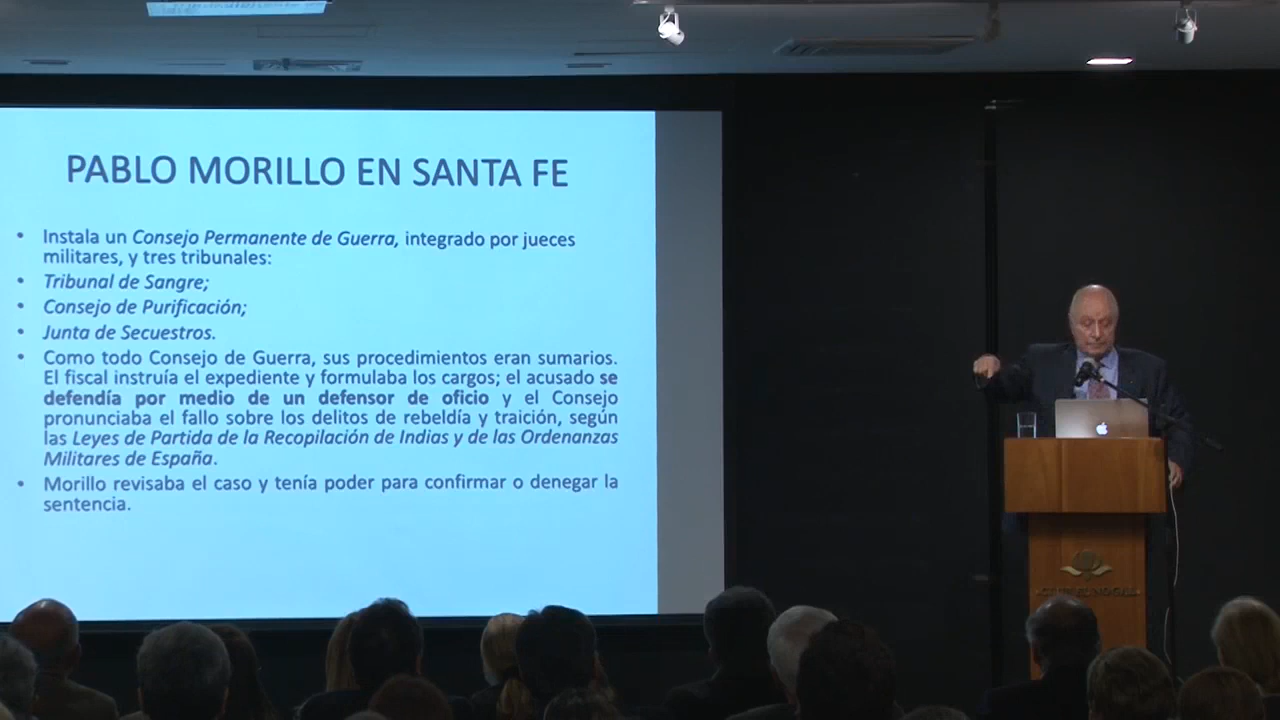 PABLO MORILLO EN SANTA FE
• Instala un Consejo Permanente de Guerra, integrado por jueces
militares, y tres tribunales:
• Tribunal de Sangre;
• Consejo de Purificación;
• Junta de Secuestros.
• Como todo Consejo de Guerra, sus procedimientos eran sumarios.
El fiscal instruía el expediente y formulaba los cargos; el acusado se
defendía por medio de un defensor de oficio y el Consejo
pronunciaba el fallo sobre los delitos de rebeldía y traición, según
las Leyes de Partida de la Recopilación de Indias y de las Ordenanzas
Militares de España.
• Morillo revisaba el caso y tenía poder para confirmar o denegar la
sentencia.